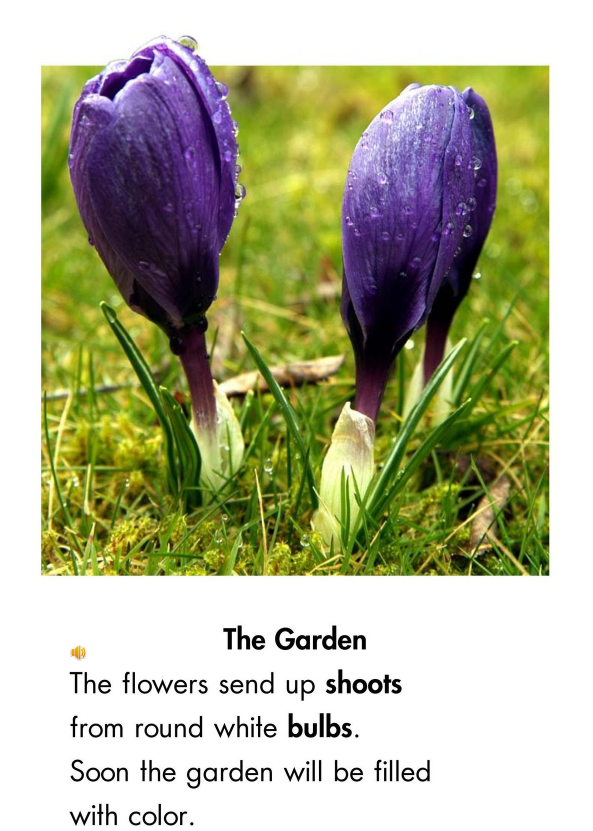 The Garden
The flowers send up shoots
from round white bulbs.
Soon the garden will be filled
with color.